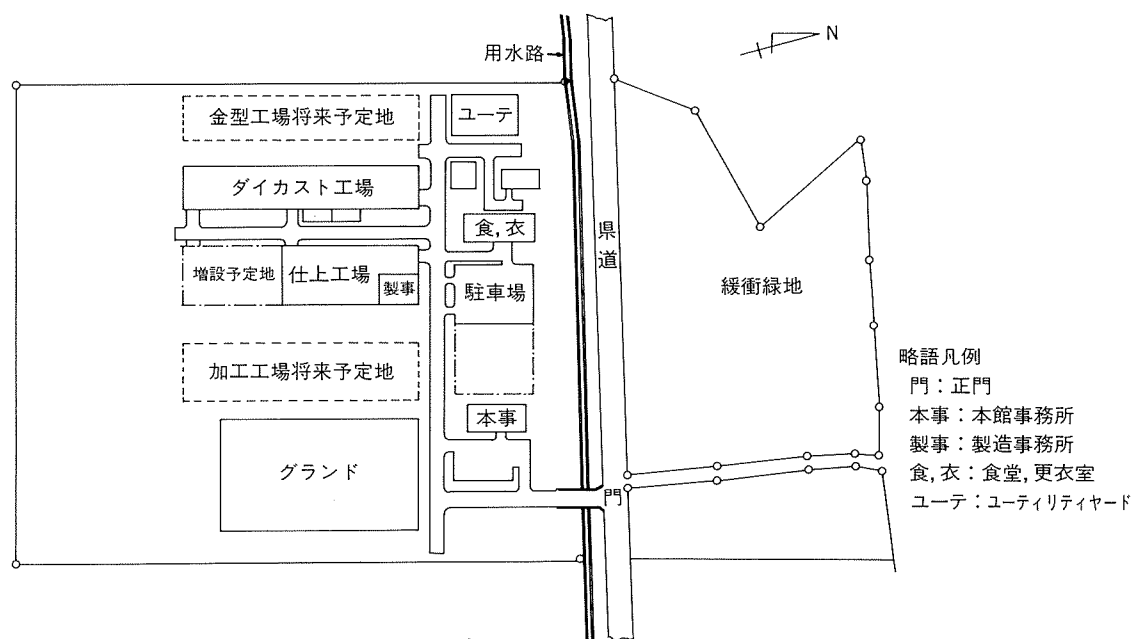 用水路
N
金型工場将来予定地
ユーテ
ダイカスト工場
食,衣
県道
増設予定地
仕上工場
製事
駐車場
緩衝緑地
加工工場将来予定地
本事
グランド
門
略語凡例
門：正門
本事：本館事務所
製事：製造事務所
食,衣：食堂,更衣室
ユーテ：ユーティリティヤード